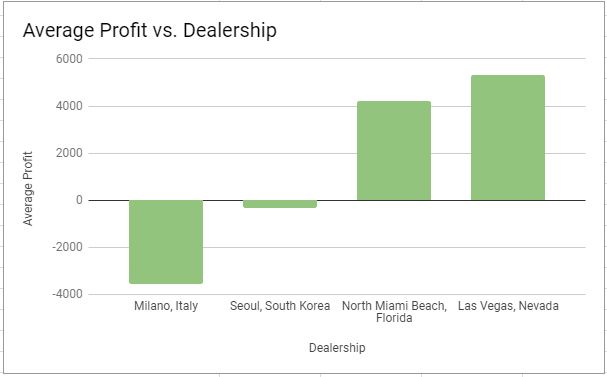 Average Profit vs. Dealership
6000
4000
2000
0
-2000
-4000
Average Profit
Milano, Italy
Seoul, South Korea
North Miami Beach,
Florida
Las Vegas, Nevada
Dealership